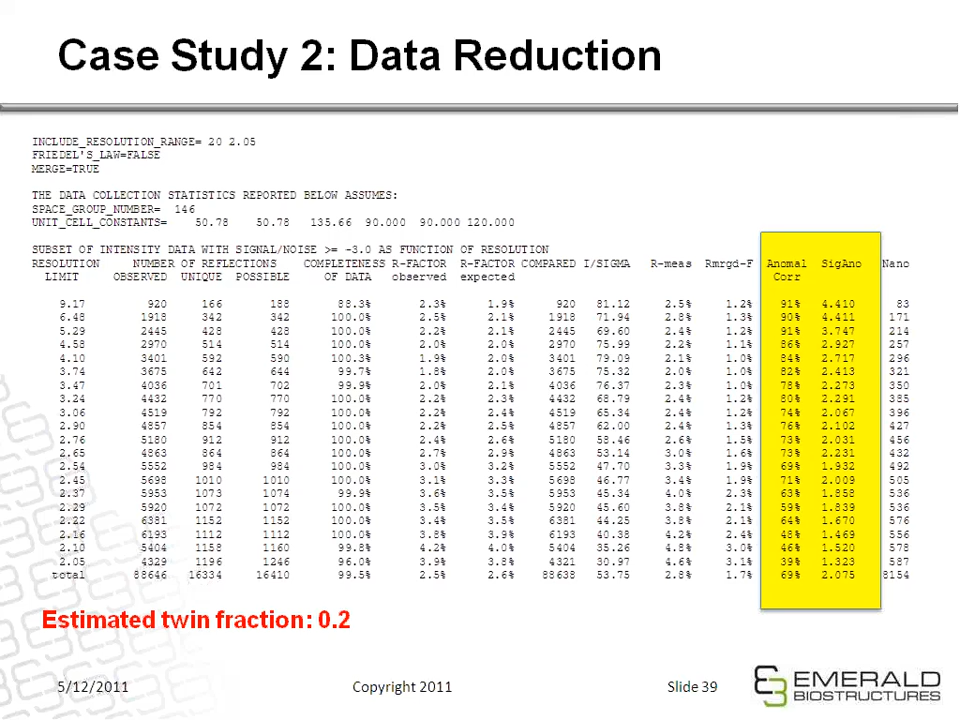 Case Study 2: Data Reduction
INCLUDE_RESOLUTION_RANGE= 20 2.05
FRIEDEL'S_LAW=FALSE
MERGE=TRUE
THE DATA COLLECTION STATISTICS REPORTED BELOW ASSUMES:
SPACE_GROUP_NUMBER= 146
UNIT_CELL_CONSTANTS= 50.78 50.78 135.66 90.000 90.000 120.000
SUBSET OF INTENSITY DATA WITH SIGNAL/NOISE >= -3.0 AS FUNCTION OF RESOLUTION
RESOLUTION NUMBER OF REFLECTIONS COMPLETENESS R-FACTOR R-FACTOR COMPARED I/SIGMA R-meas Rmrgd-F Anomal SigAno Nano
LIMIT OBSERVED UNIQUE POSSIBLE OF DATA observed expected Corr
9.17 920 166 188 88.3% 2.3% 1.9% 920 81.12 2.5% 1.2% 91% 4.410 83
6.48 1918 342 342 100.0% 2.5% 2.1% 1918 71.94 2.8% 1.3% 90% 4.411 171
5.29 2445 428 428 100.0% 2.2% 2.1% 2445 69.60 2.4% 1.2% 91% 3.747 214
4.58 2970 514 514 100.0% 2.0% 2.0% 2970 75.99 2.2% 1.1% 86% 2.927 257
4.10 3401 592 590 100.3% 1.9% 2.0% 3401 79.09 2.1% 1.0% 84% 2.717 296
3.74 3675 642 644 99.7% 1.8% 2.0% 3675 75.32 2.0% 1.0% 82% 2.413 321
3.47 4036 701 702 99.9% 2.0% 2.1% 4036 76.37 2.3% 1.0% 78% 2.273 350
3.24 4432 770 770 100.0% 2.2% 2.3% 4432 68.79 2.4% 1.2% 80% 2.291 385
3.06 4519 792 792 100.0% 2.2% 2.4% 4519 65.34 2.4% 1.2% 74% 2.067 396
2.90 4857 854 854 100.0% 2.2% 2.5% 4857 62.00 2.4% 1.3% 76% 2.102 427
2.76 5180 912 912 100.0% 2.4% 2.6% 5180 58.46 2.6% 1.5% 73% 2.031 456
2.65 4863 864 864 100.0% 2.7% 2.9% 4863 53.14 3.0% 1.6% 73% 2.231 432
2.54 5552 984 984 100.0% 3.0% 3.2% 5552 47.70 3.3% 1.9% 69% 1.932 492
2.45 5698 1010 1010 100.0% 3.1% 3.3% 5698 46.77 3.4% 1.9% 71% 2.009 505
2.37 5953 1073 1074 99.9% 3.6% 3.5% 5953 45.34 4.0% 2.3% 63% 1.858 536
2.29 5920 1072 1072 100.0% 3.5% 3.4% 5920 45.60 3.8% 2.1% 59% 1.839 536
2.22 6381 1152 1152 100.0% 3.4% 3.5% 6381 44.25 3.8% 2.1% 64% 1.670 576
2.16 6193 1112 1112 100.0% 3.8% 3.9% 6193 40.38 4.2% 2.4% 48% 1.469 556
2.10 5404 1158 1160 99.8% 4.2% 4.0% 5404 35.26 4.8% 3.0% 46% 1.520 578
2.05 4329 1196 1246 96.0% 3.9% 3.8% 4321 30.97 4.6% 3.1% 39% 1.323 587
total 88646 16334 16410 99.5% 2.5% 2.6% 88638 53.75 2.8% 1.7% 69% 2.075 8154
Estimated twin fraction: 0.2
5/12/2011 Copyright 2011 Slide 39
EMERALD
BIOSTRUCTURES